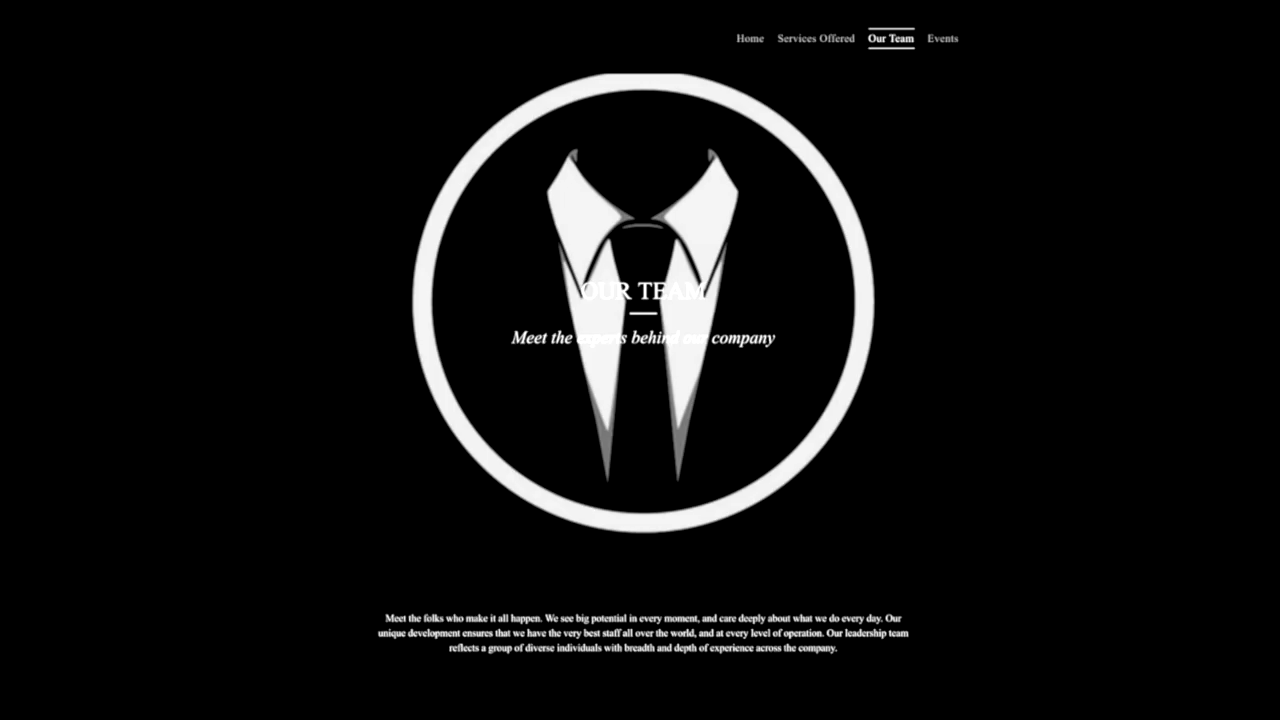 Home Services Offered Our Team Events
OUR TEAM
Meet the experts behind our company
Meet the folks who make it all happen. We see big potential in every moment, and care deeply about what we do every day. Our
unique development ensures that we have the very best staff all over the world, and at every level of operation. Our leadership team
reflects a group of diverse individuals with breadth and depth of experience across the company.